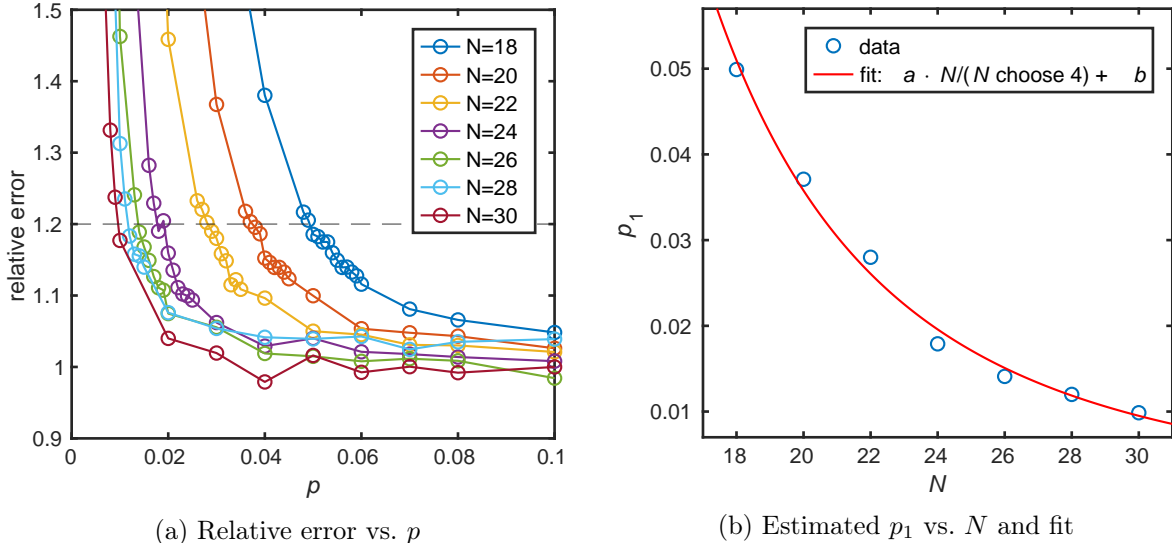 1.5
1.4
1.3
1.2
1.1
1
0.9
relative error
0
0.02
0.04
0.06
0.08
0.1
p
N=18
N=20
N=22
N=24
N=26
N=28
N=30
(a) Relative error vs. p
0.05
0.04
0.03
0.02
0.01
p1
18
20
22
24
26
28
30
N
data
fit: a · N/(N choose 4) + b
(b) Estimated p1 vs. N and fit